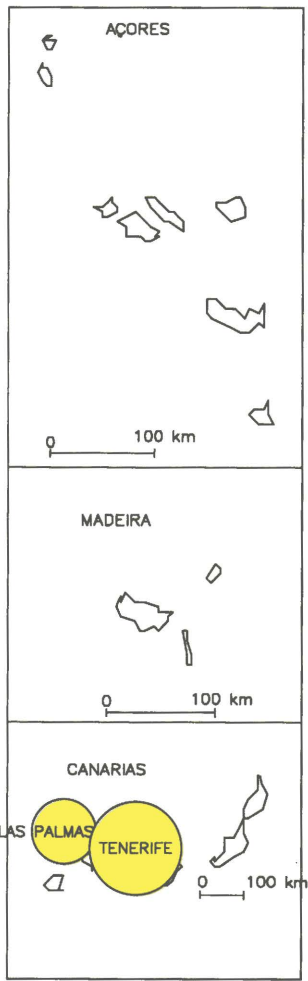 AÇORES
0 100 km
MADEIRA
0 100 km
CANARIAS
LAS PALMAS
TENERIFE
0 100 km